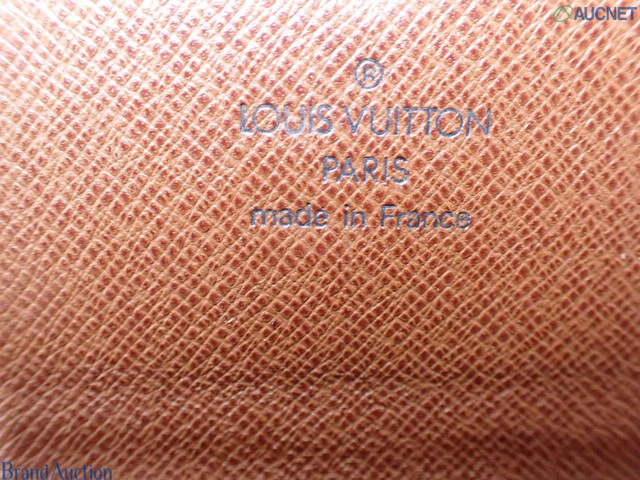 AUCNET
®
LOUIS VUITTON
PARIS
made in France
Brand Auction